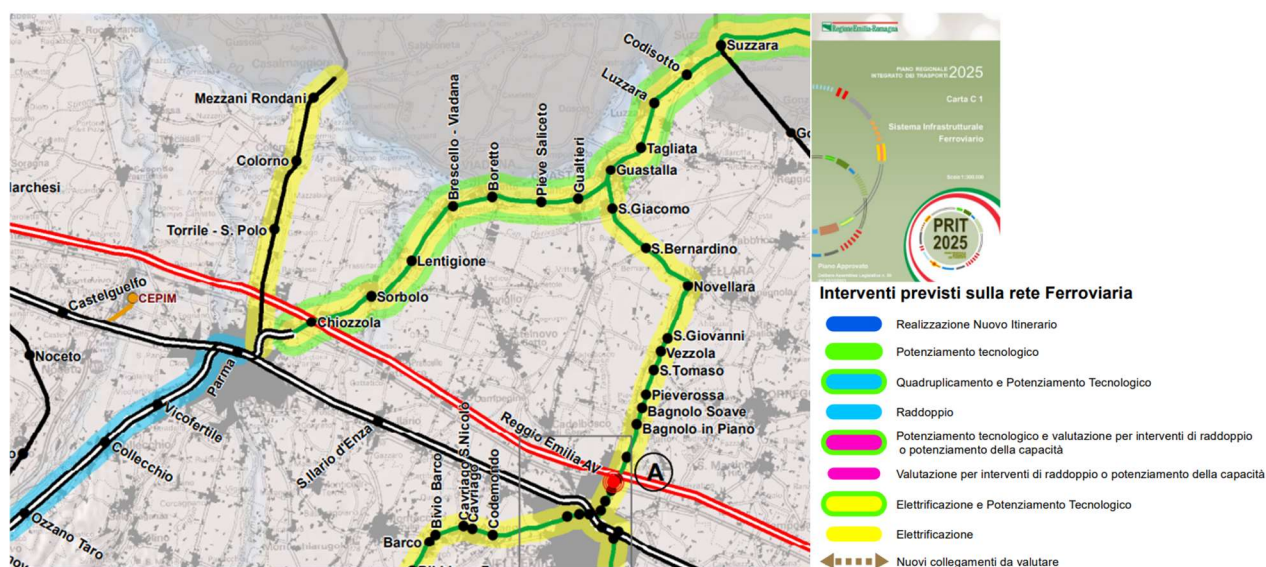 Suzzara
Codisotto
Luzzara
Tagliata
Guastalla
S.Giacomo
S.Bernardino
Novellara
S.Giovanni
Vezzola
S.Tomaso
Pieverossa
Bagnolo Soave
Bagnolo in Piano
Mezzani Rondani
Colorno
Torrile - S. Polo
Brescello - Viadana
Boretto
Pieve Saliceto
Gualtieri
Lentigione
Sorbolo
Chiozzola
Castelguelfo
CEPIM
Noceto
Parma
Vicofertile
Collecchio
Ozzano Taro
S.Ilario d'Enza
Reggio Emilia AV
A
Bivio Barco
Cavriago S.Nicolò
Cavriago
Codemondo
Barco
Casalmaggiore
RegioneEmilia-Romagna
PIANO REGIONALE
INTEGRATO DEI TRASPORTI 2025
Carta C 1
Sistema Infrastrutturale
Ferroviario
PRIT
2025
Piano Approvato
Interventi previsti sulla rete Ferroviaria
Realizzazione Nuovo Itinerario
Potenziamento tecnologico
Quadruplicamento e Potenziamento Tecnologico
Raddoppio
Potenziamento tecnologico e valutazione per interventi di raddoppio
o potenziamento della capacità
Valutazione per interventi di raddoppio o potenziamento della capacità
Elettrificazione e Potenziamento Tecnologico
Elettrificazione
Nuovi collegamenti da valutare